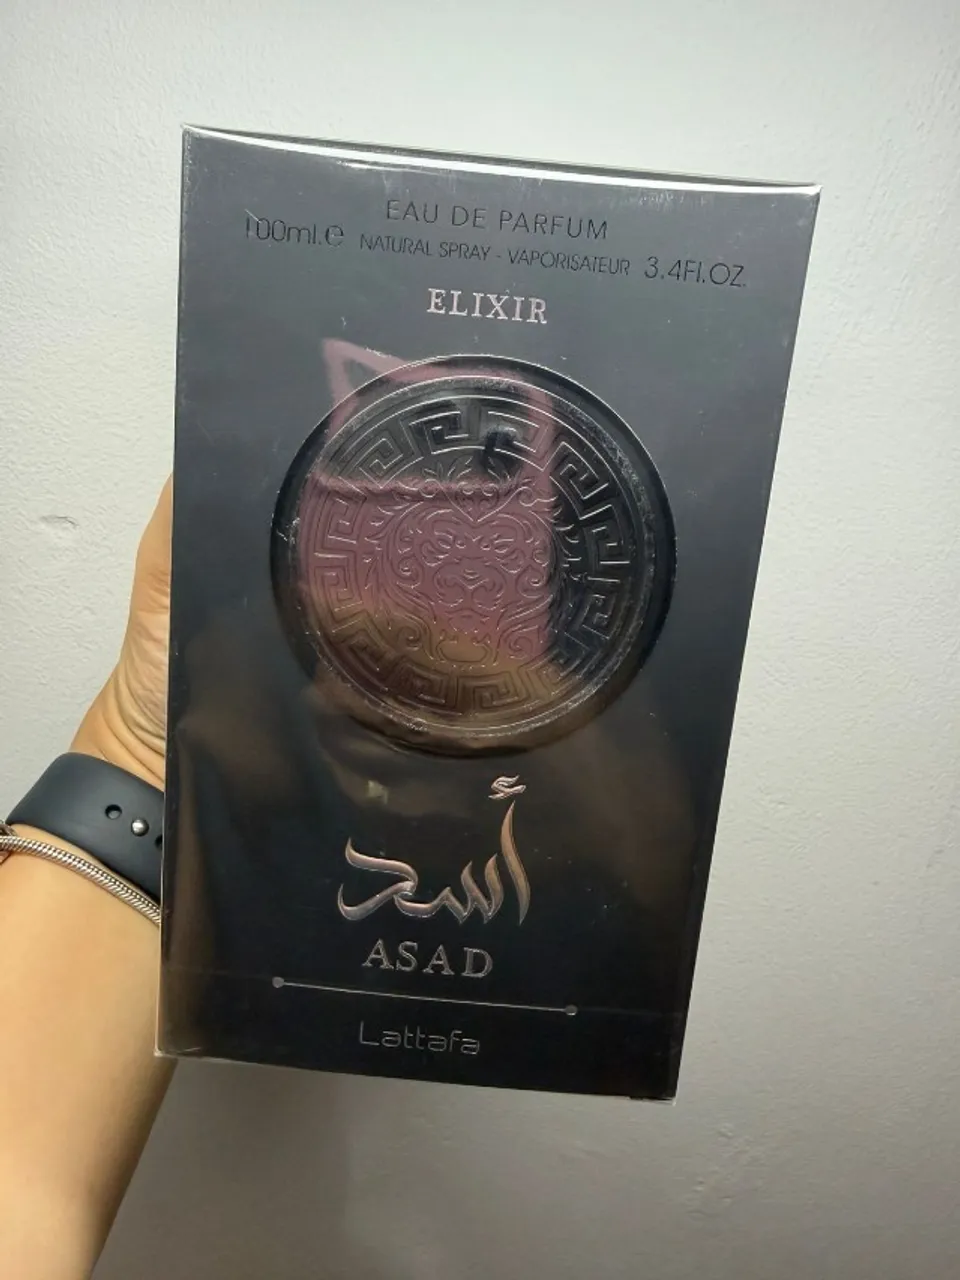 EAU DE PARFUM
100ml.e NATURAL SPRAY - VAPORISATEUR 3.4Fl.OZ.
ELIXIR
أسد
ASAD
Lattafa